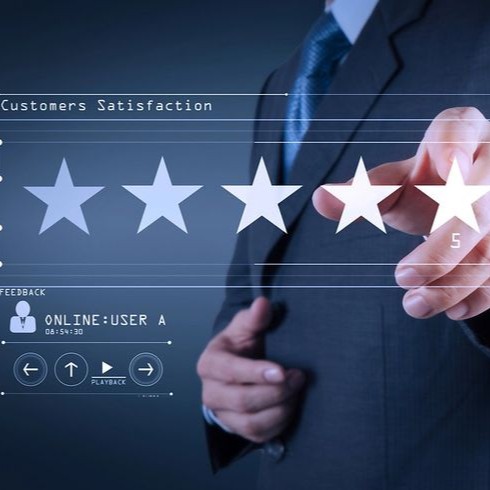 Customers Satisfaction
5
FEEDBACK
ONLINE:USER A
08:54:30
PLAYBACK